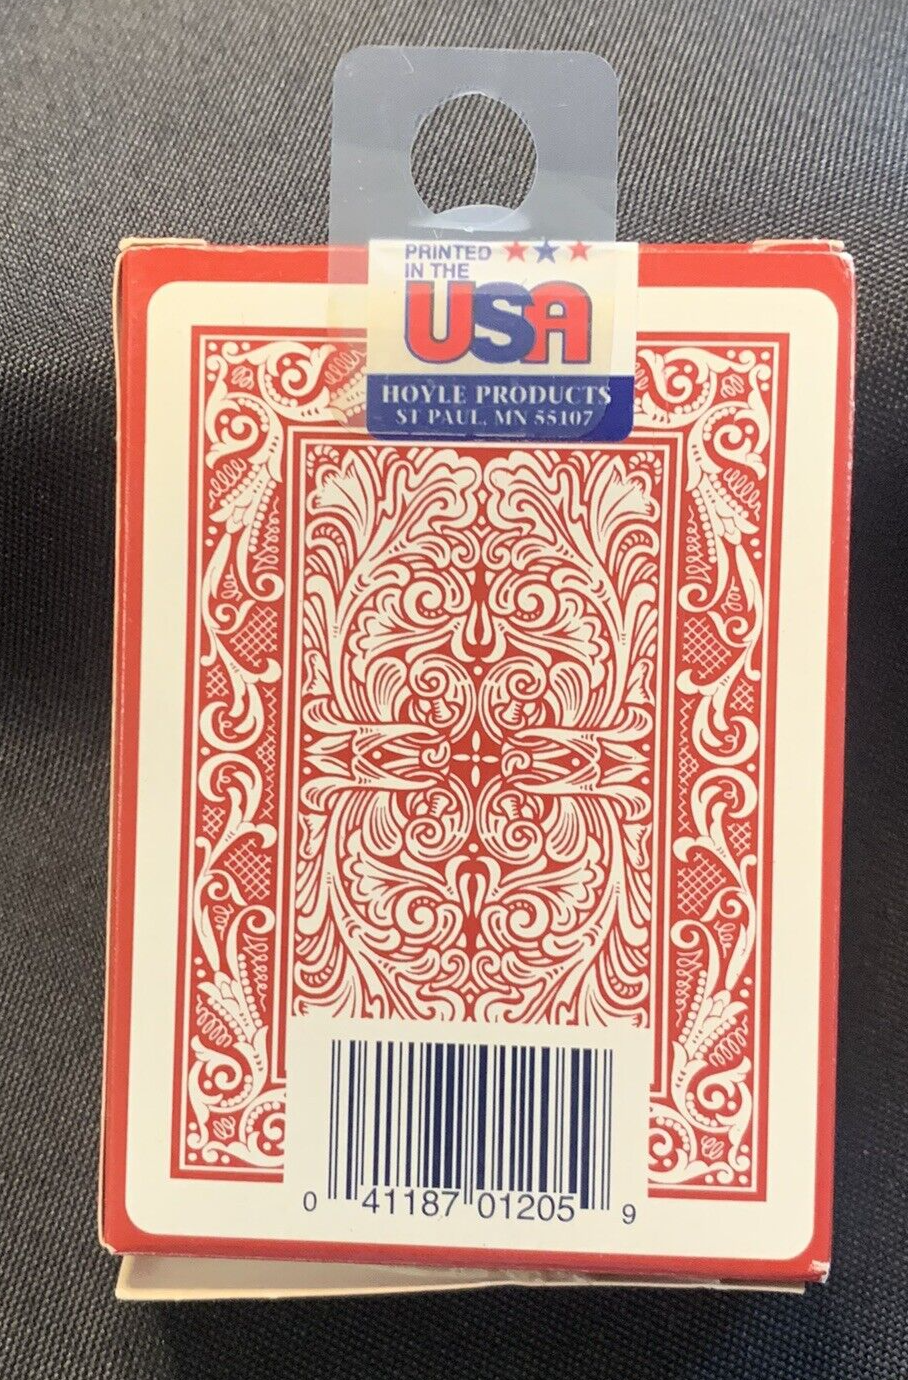 PRINTED
IN THE
USA
HOYLE PRODUCTS
ST PAUL, MN 55107
0 41187 01205 9